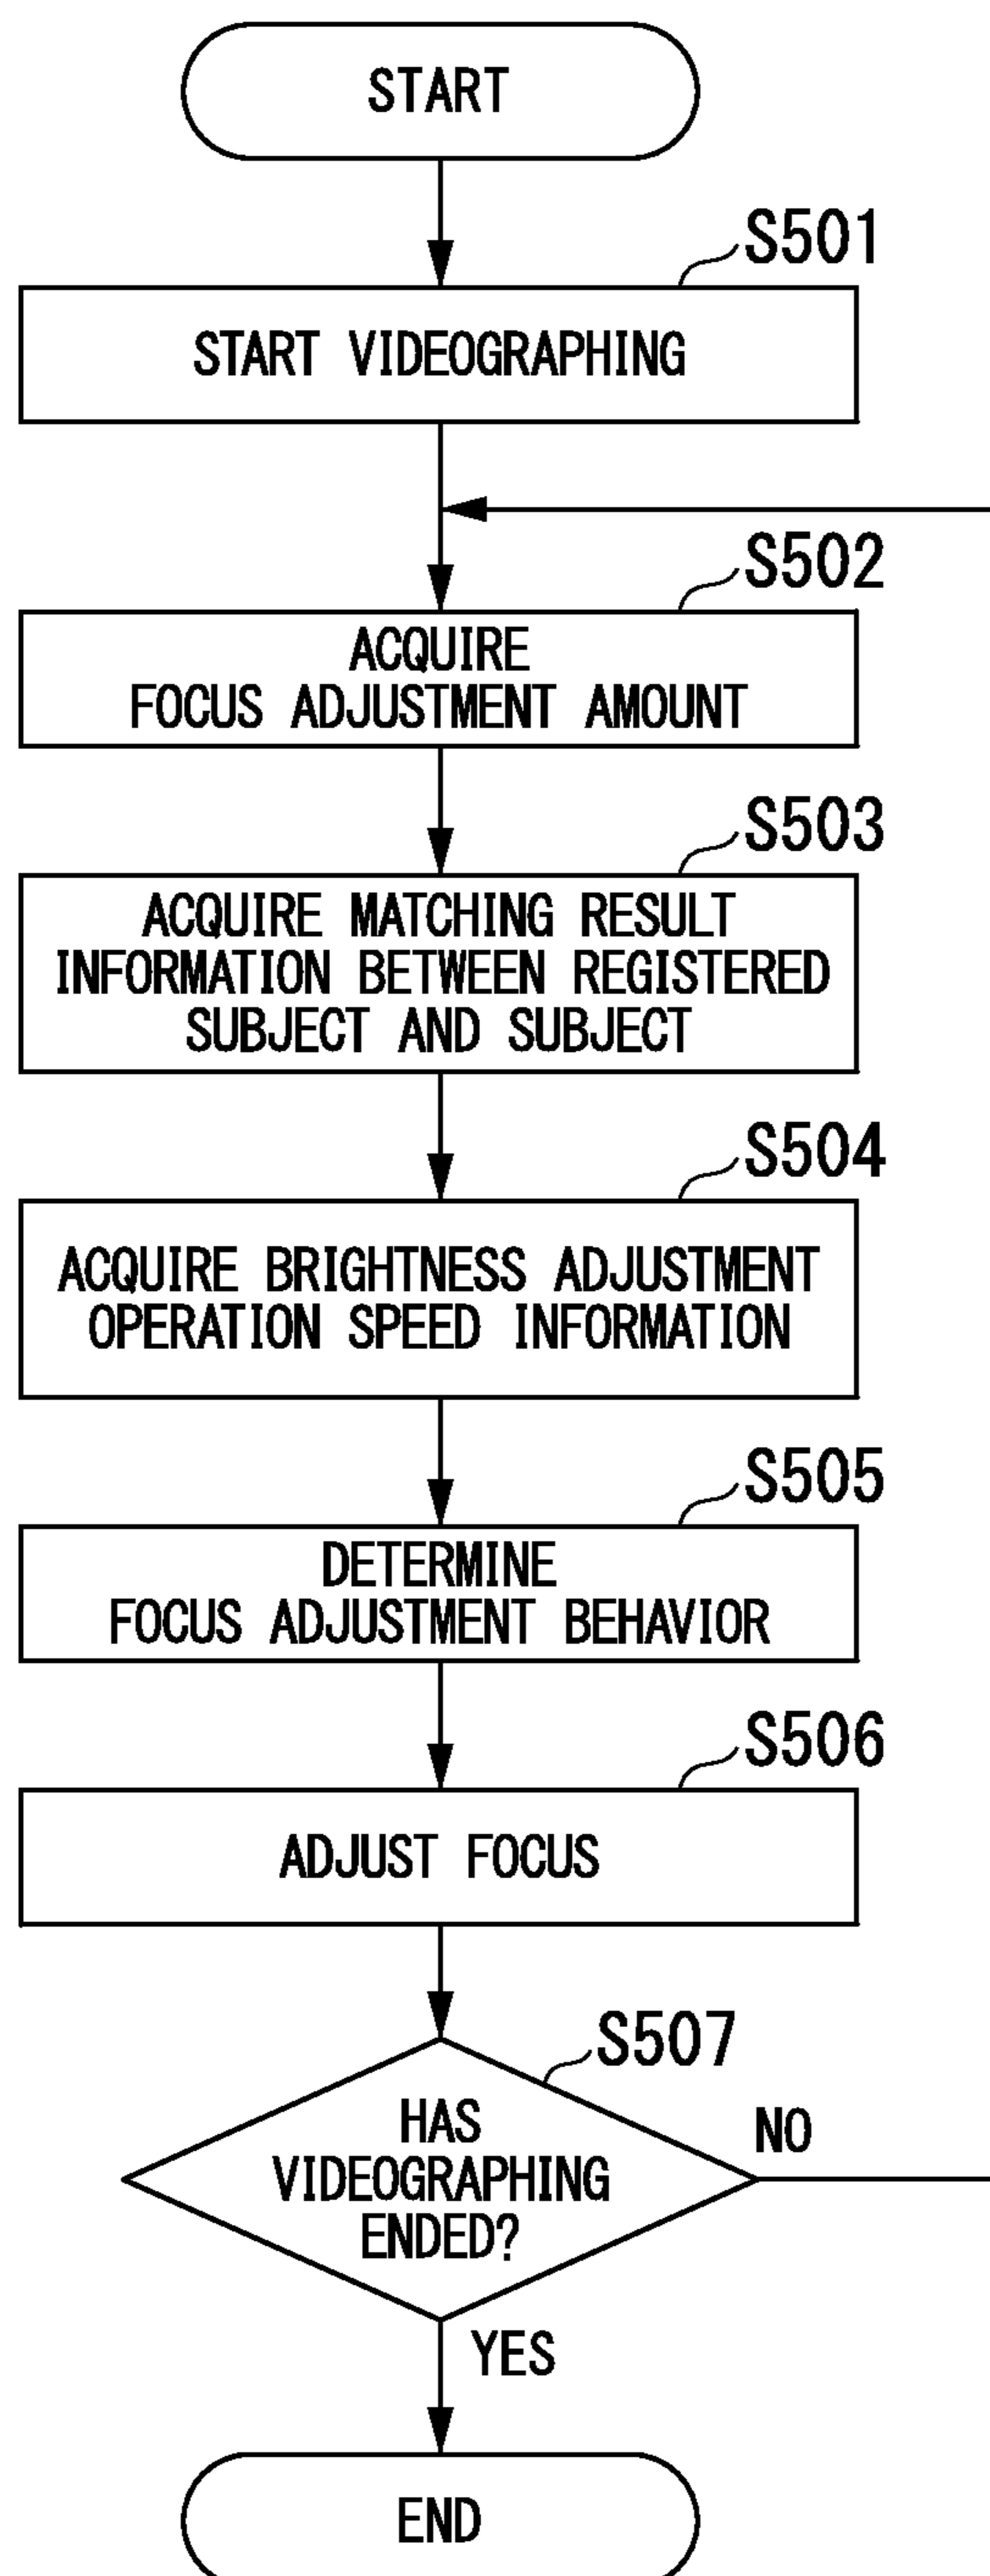 START
S501
START VIDEOGRAPHING
S502
ACQUIRE
FOCUS ADJUSTMENT AMOUNT
S503
ACQUIRE MATCHING RESULT
INFORMATION BETWEEN REGISTERED
SUBJECT AND SUBJECT
S504
ACQUIRE BRIGHTNESS ADJUSTMENT
OPERATION SPEED INFORMATION
S505
DETERMINE
FOCUS ADJUSTMENT BEHAVIOR
S506
ADJUST FOCUS
S507
HAS
VIDEOGRAPHING
ENDED?
NO
YES
END